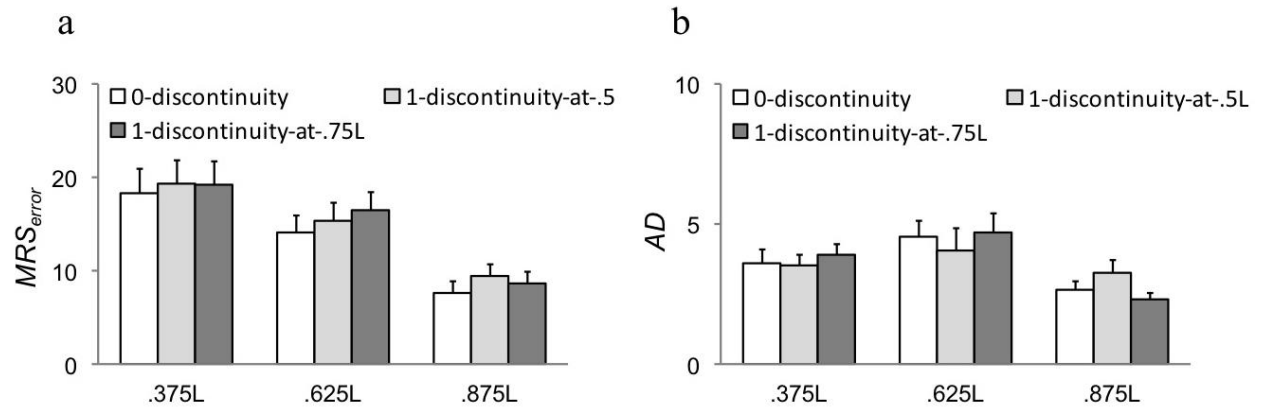 a
30
20
10
0
MRSerror
0-discontinuity
1-discontinuity-at-.5
1-discontinuity-at-.75L
.375L
.625L
.875L
b
10
5
0
AD
0-discontinuity
1-discontinuity-at-.5L
1-discontinuity-at-.75L
.375L
.625L
.875L